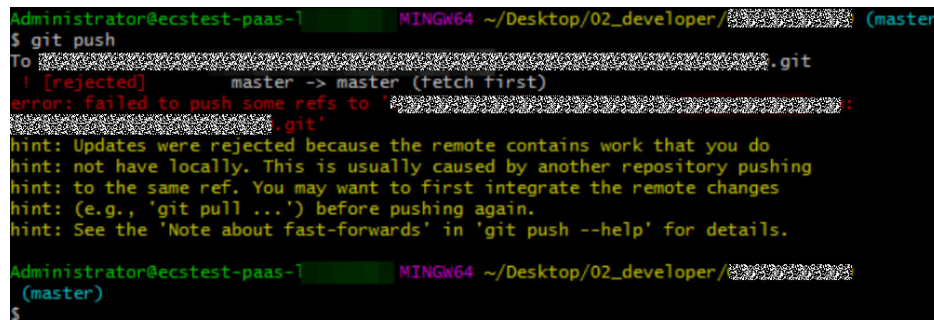 Administrator@ecstest-paas-l MINGW64 ~/Desktop/02_developer/ (master
$ git push
To .git
! [rejected] master -> master (fetch first)
error: failed to push some refs to ' :
.git'
hint: Updates were rejected because the remote contains work that you do
hint: not have locally. This is usually caused by another repository pushing
hint: to the same ref. You may want to first integrate the remote changes
hint: (e.g., 'git pull ...') before pushing again.
hint: See the 'Note about fast-forwards' in 'git push --help' for details.
Administrator@ecstest-paas-l MINGW64 ~/Desktop/02_developer/
(master)
$